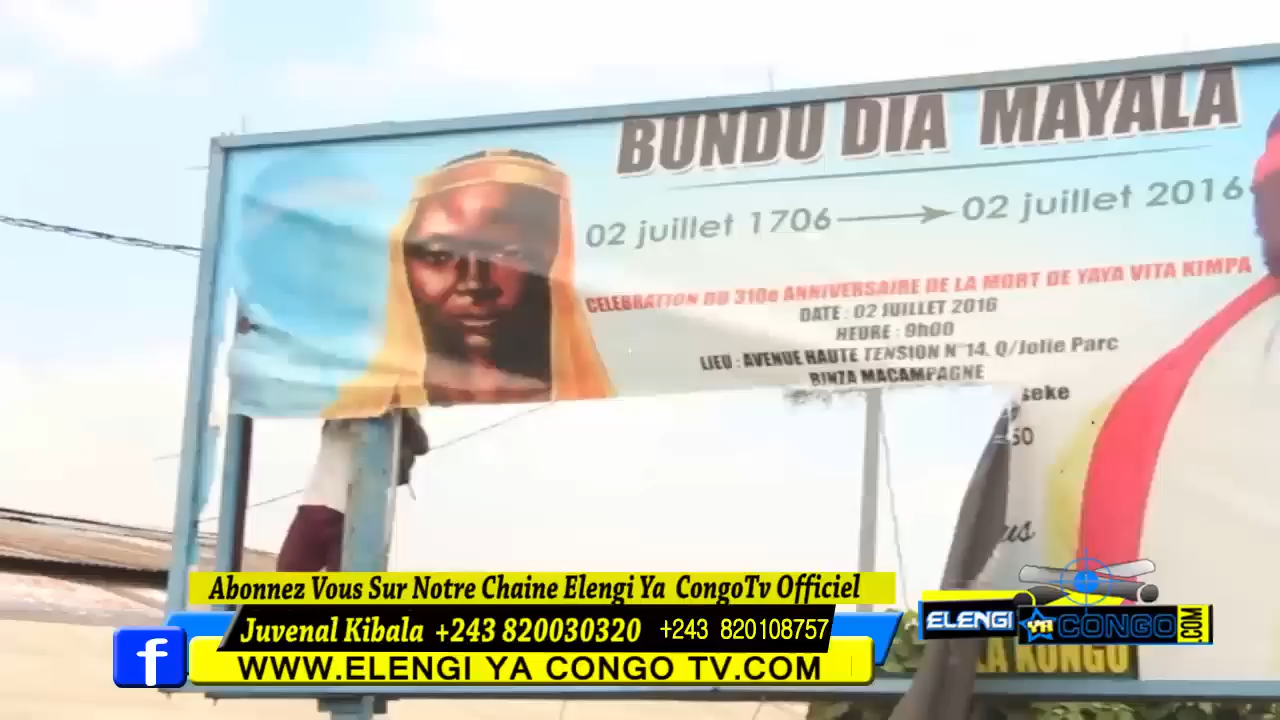 BUNDU DIA MAYALA
02 juillet 1706 → 02 juillet 2016
CELEBRATION DU 310e ANNIVERSAIRE DE LA MORT DE YAYA VITA KIMPA
DATE : 02 JUILLET 2016
HEURE : 9h00
LIEU : AVENUE HAUTE TENSION N°14. Q/Jolie Parc
BINZA MACAMPAGNE
seke
50
us
Abonnez Vous Sur Notre Chaine Elengi Ya CongoTv Officiel
Juvenal Kibala +243 820030320 +243 820108757
f WWW.ELENGI YA CONGO TV.COM
ELENGI YA CONGO .COM
LA KONGO